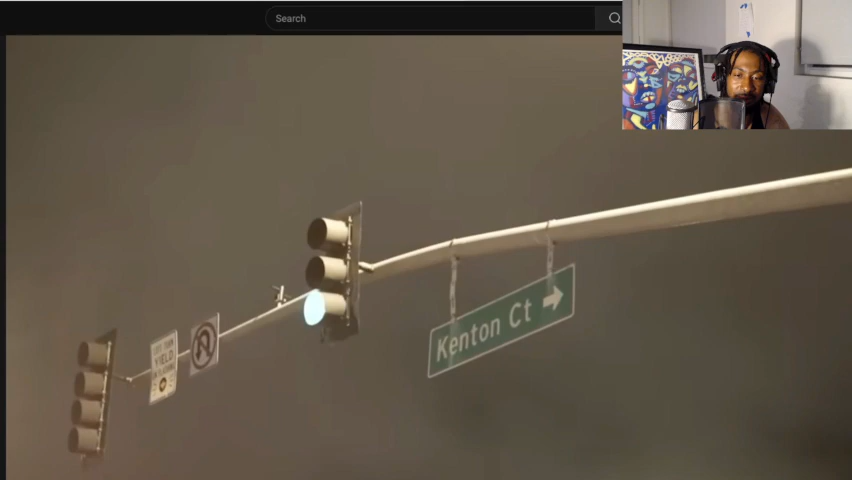 Search
YIELD
Kenton Ct →